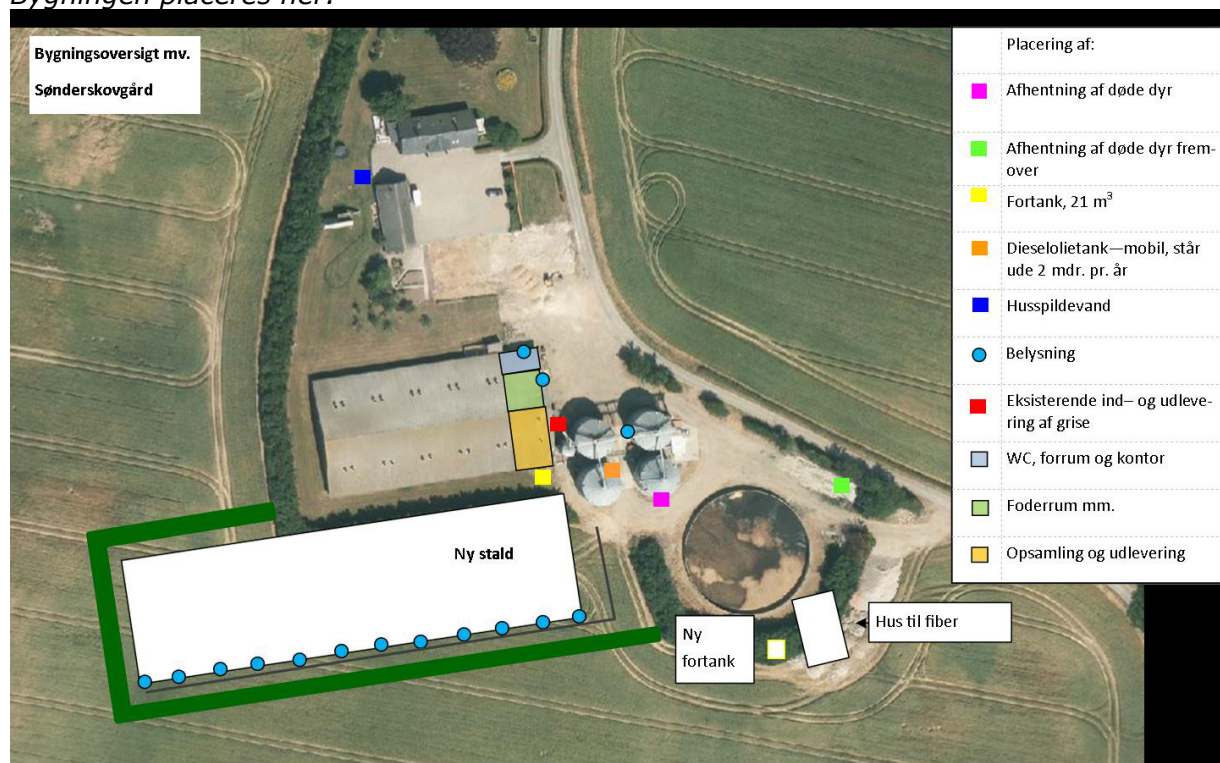 Bygningen placeres her:
Bygningsoversigt mv.
Sønderskovgård
Ny stald
Ny
fortank
Hus til fiber
Placering af:
Afhentning af døde dyr
Afhentning af døde dyr frem-
over
Fortank, 21 m³
Dieselolietank—mobil, står
ude 2 mdr. pr. år
Husspildevand
Belysning
Eksisterende ind– og udleve-
ring af grise
WC, forrum og kontor
Foderrum mm.
Opsamling og udlevering